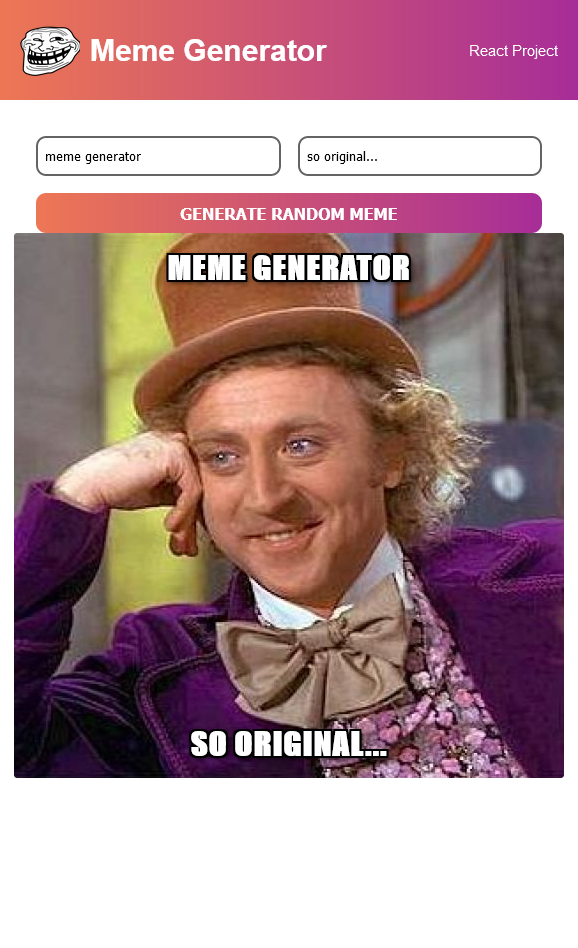 Meme Generator
React Project
meme generator
so original...
GENERATE RANDOM MEME
MEME GENERATOR
SO ORIGINAL...